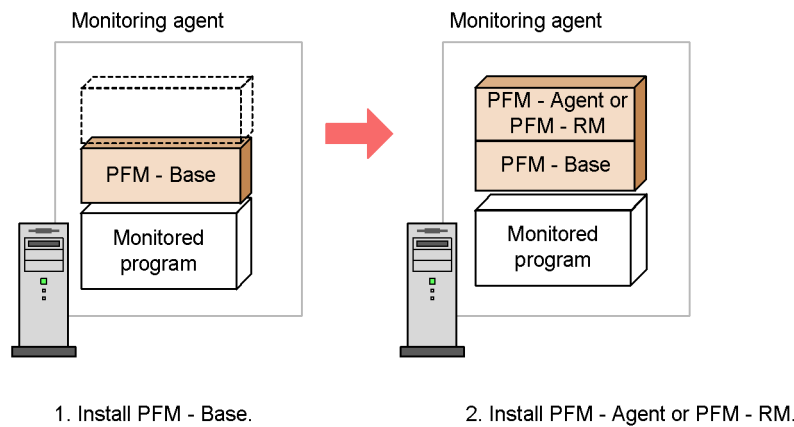 Monitoring agent
PFM - Base
Monitored
program
1. Install PFM - Base.
Monitoring agent
PFM - Agent or
PFM - RM
PFM - Base
Monitored
program
2. Install PFM - Agent or PFM - RM.